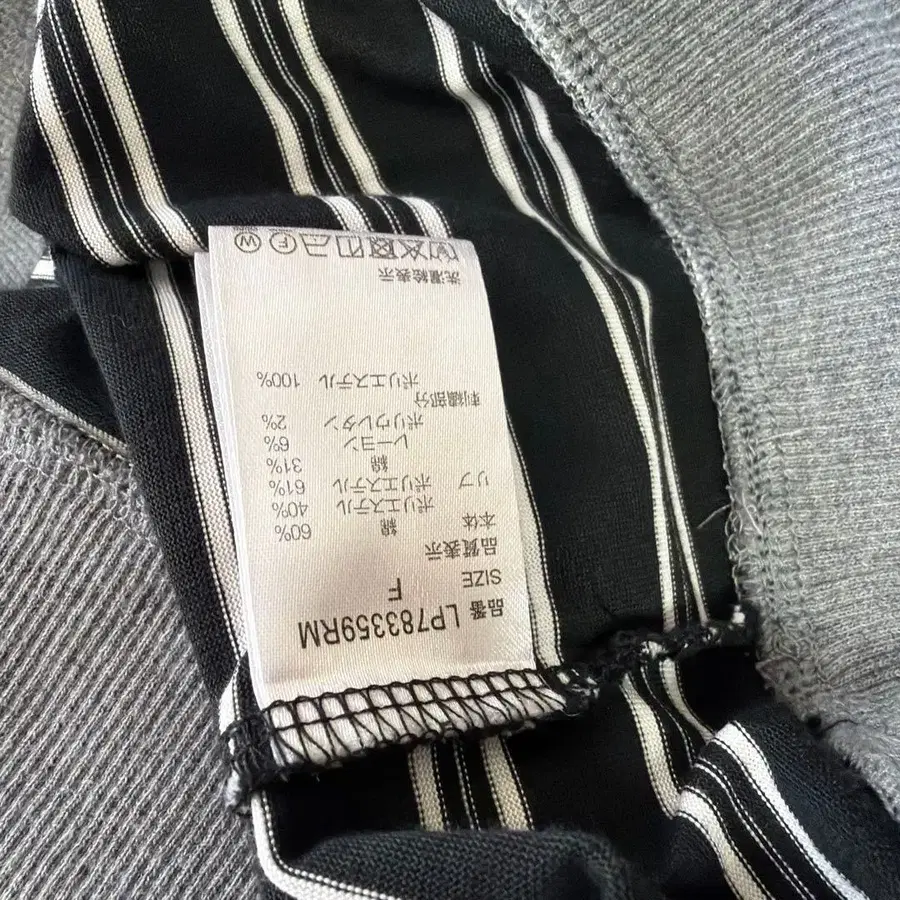 品番 LP783359RM
SIZE F
品質表示
本体 綿 60%
ポリエステル 40%
リブ ポリエステル 61%
綿 31%
レーヨン 6%
ポリウレタン 2%
刺繍部分
ポリエステル 100%
洗濯絵表示
F W